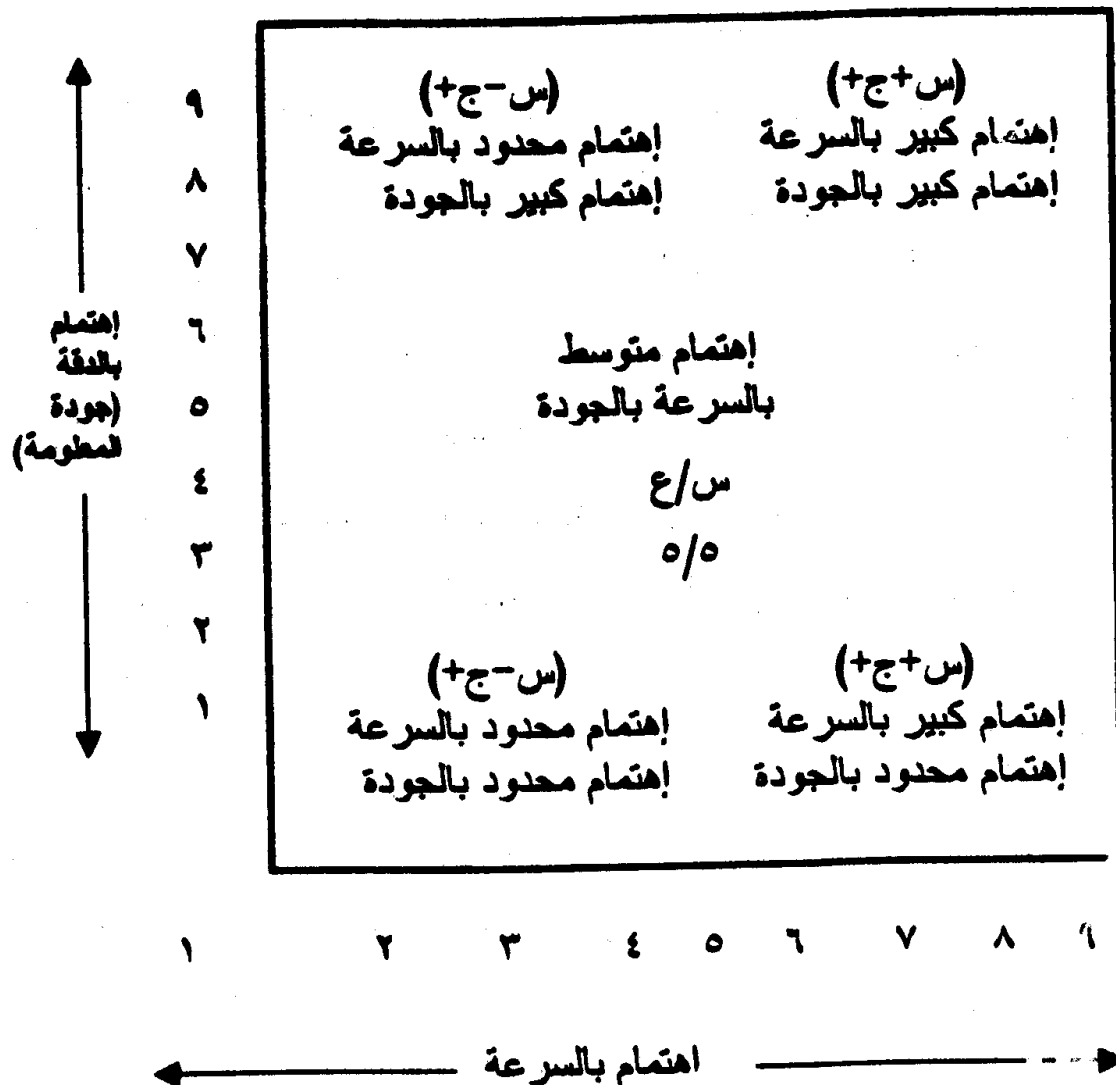 (س+ج+)
إهتمام كبير بالسرعة
إهتمام كبير بالجودة
(س-ج+)
إهتمام محدود بالسرعة
إهتمام كبير بالجودة
إهتمام متوسط
بالسرعة بالجودة
س/ع
٥/٥
(س+ج+)
إهتمام كبير بالسرعة
إهتمام محدود بالجودة
(س-ج+)
إهتمام محدود بالسرعة
إهتمام محدود بالجودة
٩
٨
٧
٦
٥
٤
٣
٢
١
إهتمام
بالدقة
(جودة
المعلومة)
١ ٢ ٣ ٤ ٥ ٦ ٧ ٨ ٩
اهتمام بالسرعة